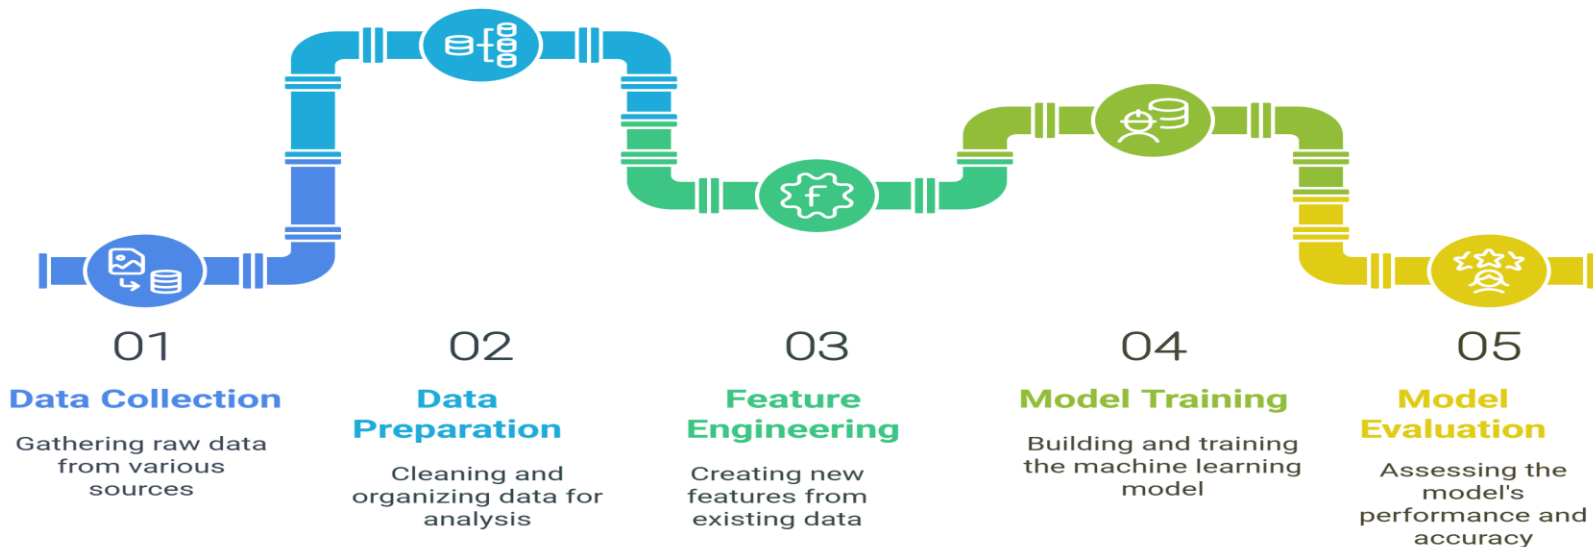 01
Data Collection
Gathering raw data
from various
sources
02
Data
Preparation
Cleaning and
organizing data for
analysis
03
Feature
Engineering
Creating new
features from
existing data
04
Model Training
Building and training
the machine learning
model
05
Model
Evaluation
Assessing the
model's
performance and
accuracy